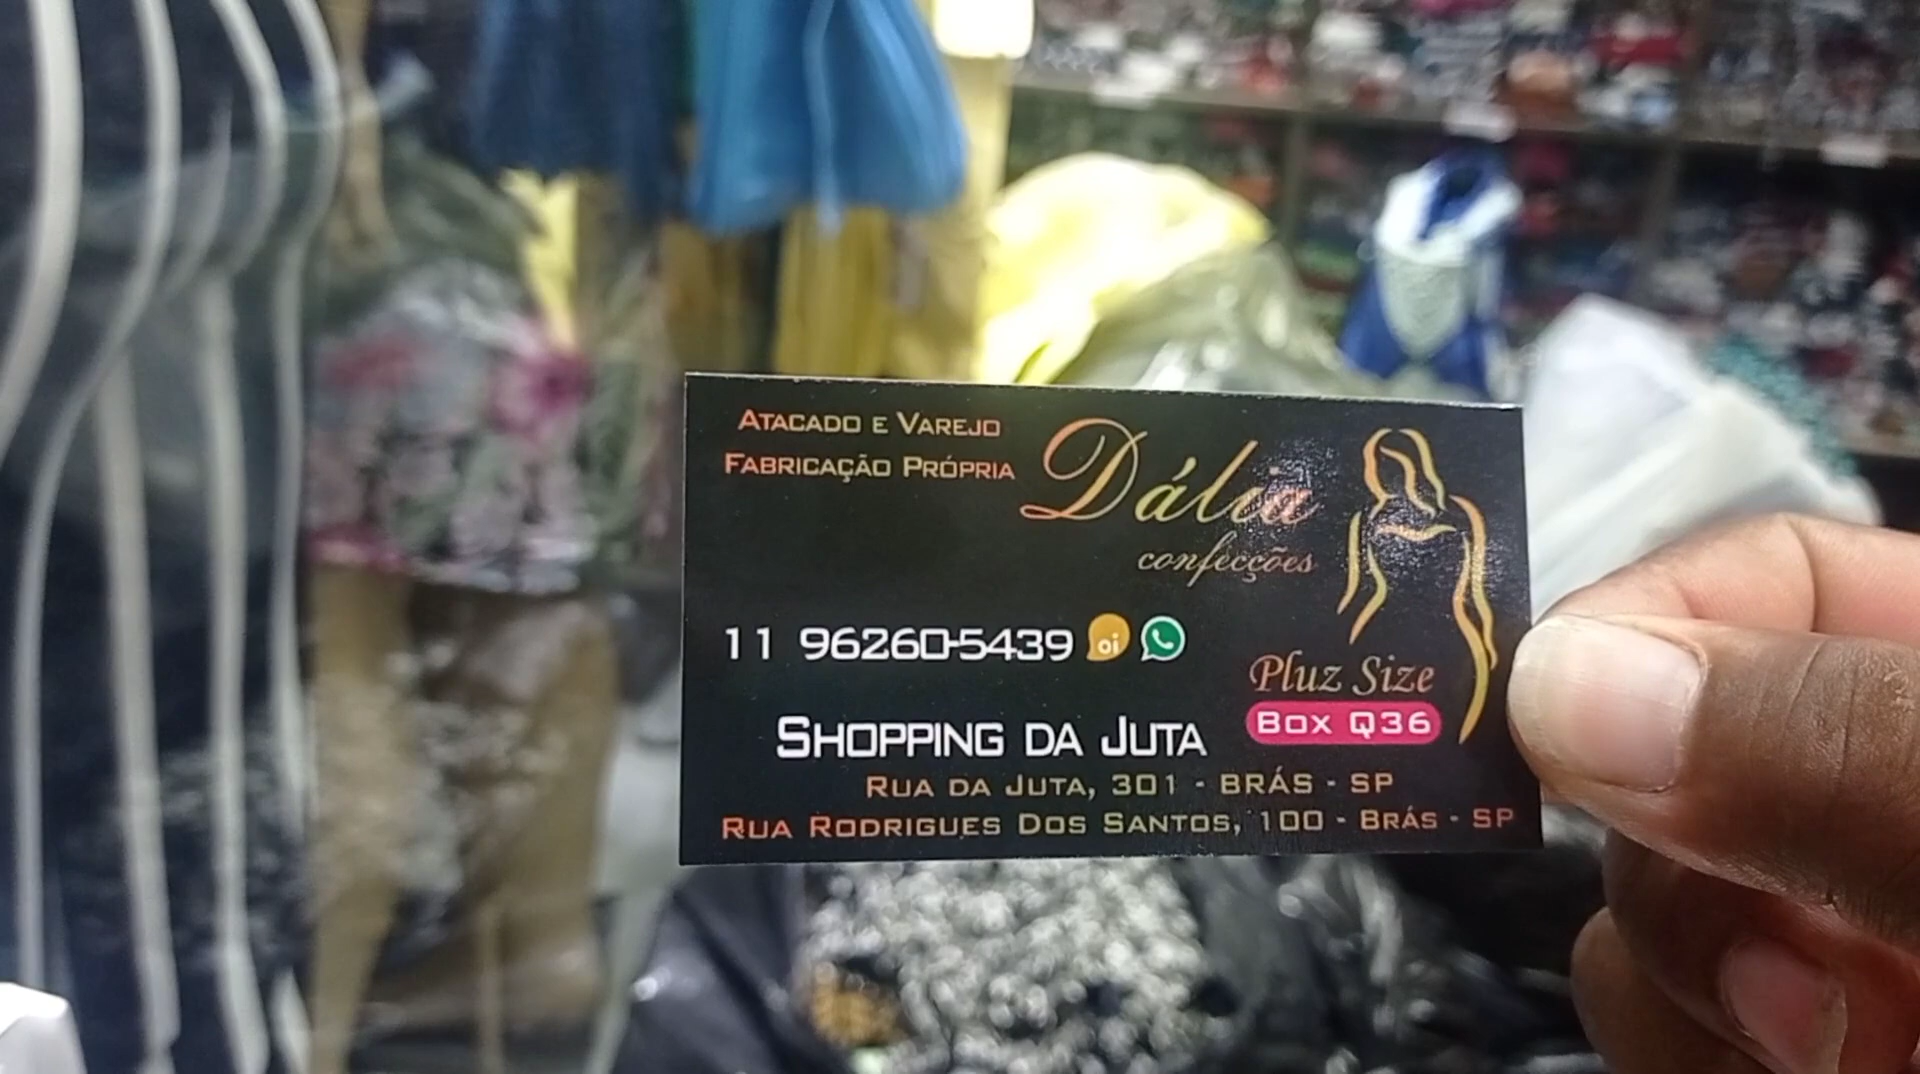 Atacado e Varejo
Fabricação Própria
Dália
confecções
11 96260-5439 oi
Pluz Size
Box Q36
Shopping da Juta
Rua da Juta, 301 - BRÁS - SP
Rua Rodrigues Dos Santos, 100 - Brás - SP